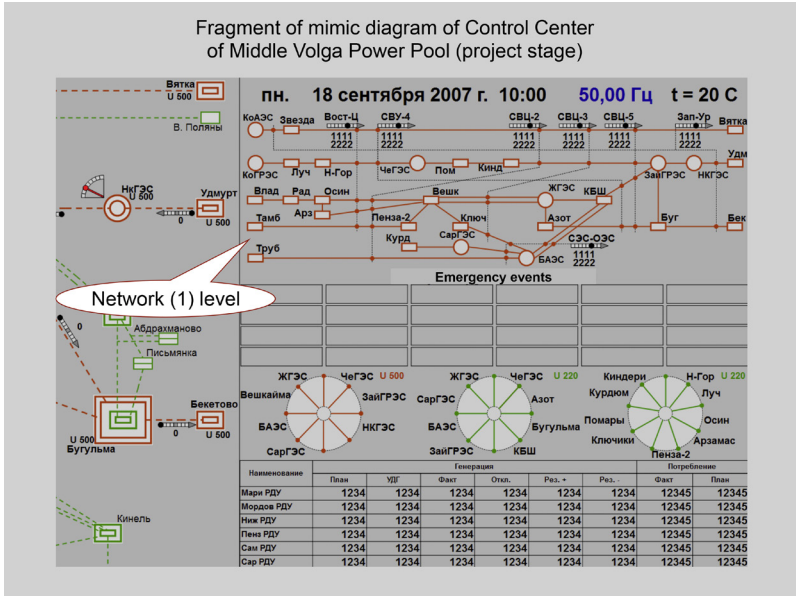 Fragment of mimic diagram of Control Center
of Middle Volga Power Pool (project stage)
Вятка
U 500
В. Поляны
НкГЭС
U 500
Удмурт
0
U 500
Network (1) level
0
Абдрахманово
Письмянка
Бекетово
U 500
Бугульма
0
U 500
Кинель
пн. 18 сентября 2007 г. 10:00 50,00 Гц t = 20 C
КоАЭС Звезда Вост-Ц СВУ-4 СВЦ-2 СВЦ-3 СВЦ-5 Зап-Ур Вятка
1111 1111 1111 1111 1111 1111
2222 2222 2222 2222 2222 2222
КоГРЭС Луч Н-Гор ЧеГЭС Пом Кинд ЗаиГРЭС НКГЭС Удм
Влад Рад Осин Вешк ЖГЭС КБШ
Тамб Арз Пенза-2 Ключ Азот Буг Бек
Труб Курд СарГЭС БАЭС СЭС-ОЭС
1111
2222
Emergency events
ЖГЭС ЧеГЭС U 500
Вешкайма ЗайГРЭС
БАЭС НКГЭС
СарГЭС
ЖГЭС ЧеГЭС U 220
СарГЭС Азот
БАЭС Бугульма
ЗайГРЭС КБШ
Киндери Н-Гор U 220
Курдюм Луч
Помары Осин
Ключики Арзамас
Пенза-2
Наименование Генерация Потребление
План УДГ Факт Откл. Рез. + Рез. - Факт План
Мари РДУ 1234 1234 1234 1234 1234 1234 12345 12345
Мордов РДУ 1234 1234 1234 1234 1234 1234 12345 12345
Ниж РДУ 1234 1234 1234 1234 1234 1234 12345 12345
Пенз РДУ 1234 1234 1234 1234 1234 1234 12345 12345
Сам РДУ 1234 1234 1234 1234 1234 1234 12345 12345
Сар РДУ 1234 1234 1234 1234 1234 1234 12345 12345